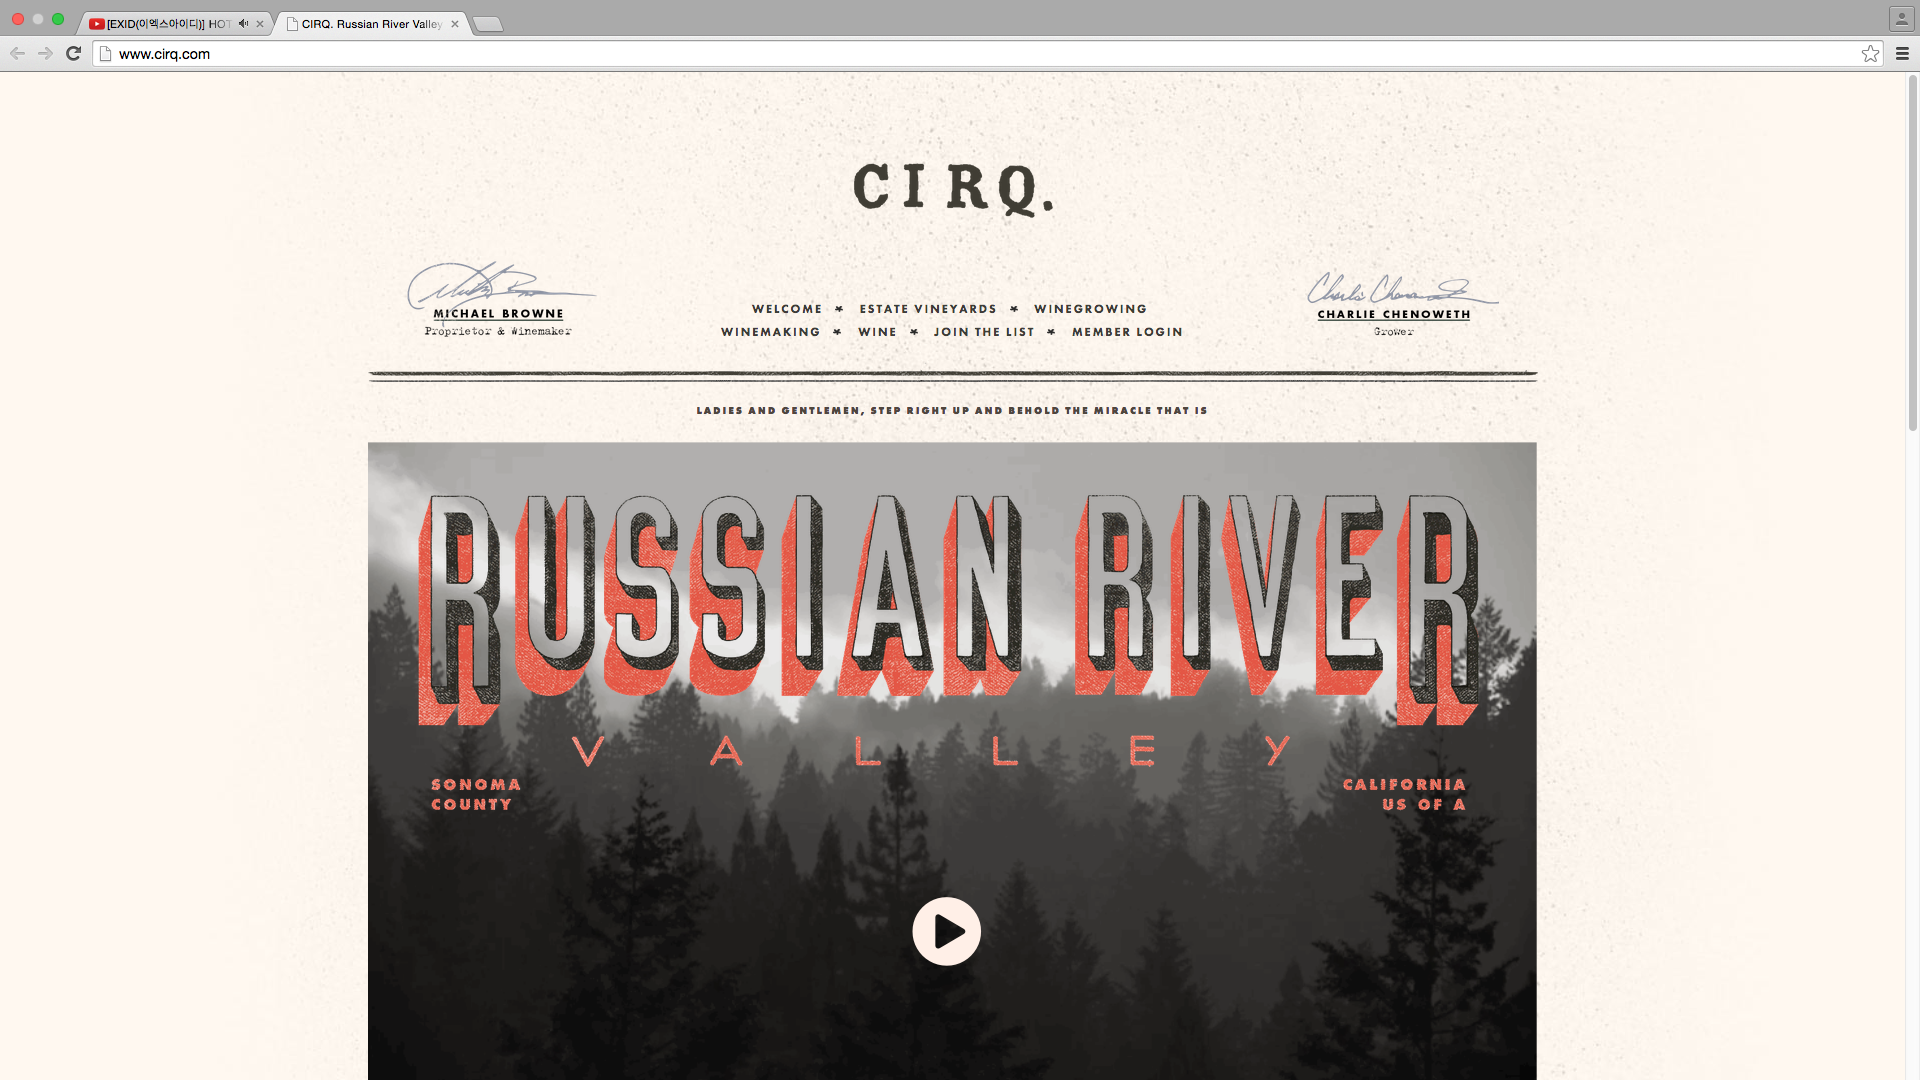 [EXID(이엑스아이디)] HOT
CIRQ. Russian River Valley
www.cirq.com
CIRQ.
MICHAEL BROWNE
Proprietor & Winemaker
WELCOME * ESTATE VINEYARDS * WINEGROWING
WINEMAKING * WINE * JOIN THE LIST * MEMBER LOGIN
CHARLIE CHENOWETH
Grower
LADIES AND GENTLEMEN, STEP RIGHT UP AND BEHOLD THE MIRACLE THAT IS
RUSSIAN RIVER
VALLEY
SONOMA
COUNTY
CALIFORNIA
US OF A